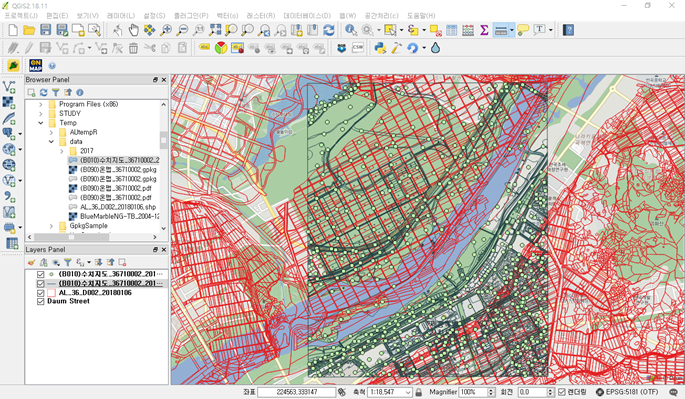 QGIS2.18.11
프로젝트(J) 편집(E) 보기(V) 레이어(L) 설정(S) 플러그인(P) 벡터(o) 래스터(R) 데이터베이스(D) 웹(W) 공간처리(C) 도움말(H)
CSW
ON MAP
Browser Panel
Program Files (x86)
STUDY
Temp
AUtempR
data
2017
(B010)수치지도_36710002_2
(B090)온맵_36710002.gpkg
(B090)온맵_36710002.pdf
(B090)온맵_36710002.gpkg
(B090)온맵_36710002.pdf
AL_36_D002_20180106.shp
BlueMarbleNG-TB_2004-12
GpkgSample
Layers Panel
(B010)수치지도_36710002_201···
(B010)수치지도_36710002_201···
AL_36_D002_20180106
Daum Street
좌표 224563,333147 축척 1:18,547 Magnifier 100% 회전 0.0 렌더링 EPSG:5181 (OTF)